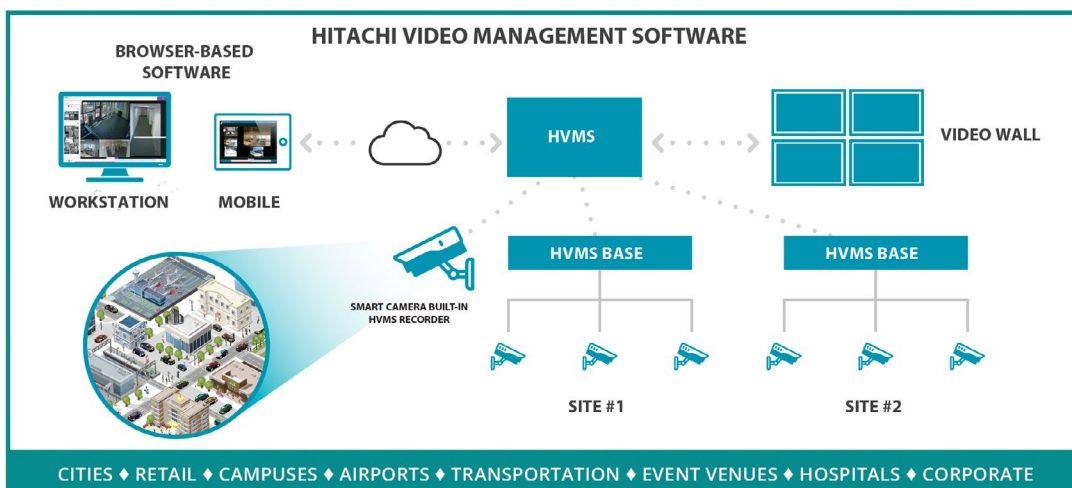 HITACHI VIDEO MANAGEMENT SOFTWARE
BROWSER-BASED
SOFTWARE
WORKSTATION
MOBILE
HVMS
VIDEO WALL
SMART CAMERA BUILT-IN
HVMS RECORDER
HVMS BASE
HVMS BASE
SITE #1
SITE #2
CITIES ♦ RETAIL ♦ CAMPUSES ♦ AIRPORTS ♦ TRANSPORTATION ♦ EVENT VENUES ♦ HOSPITALS ♦ CORPORATE